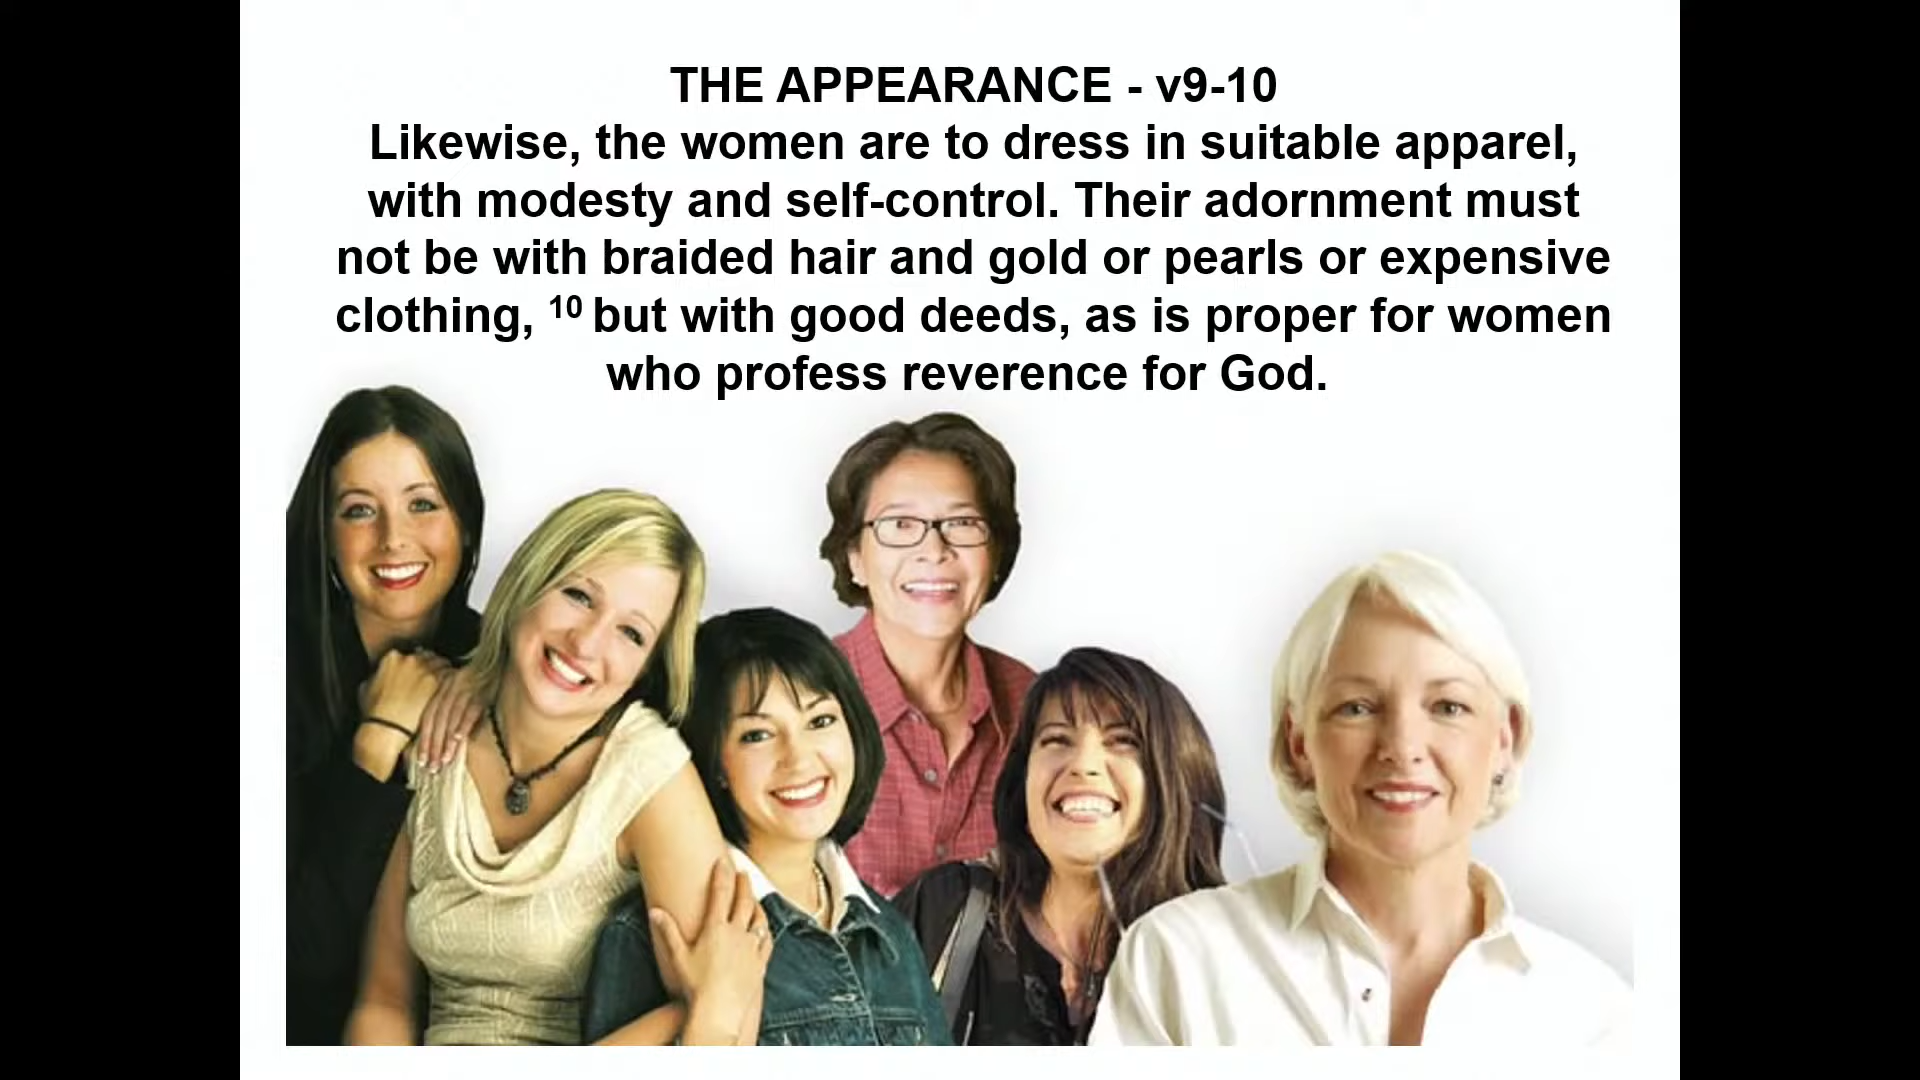 THE APPEARANCE - v9-10
Likewise, the women are to dress in suitable apparel,
with modesty and self-control. Their adornment must
not be with braided hair and gold or pearls or expensive
clothing, 10 but with good deeds, as is proper for women
who profess reverence for God.